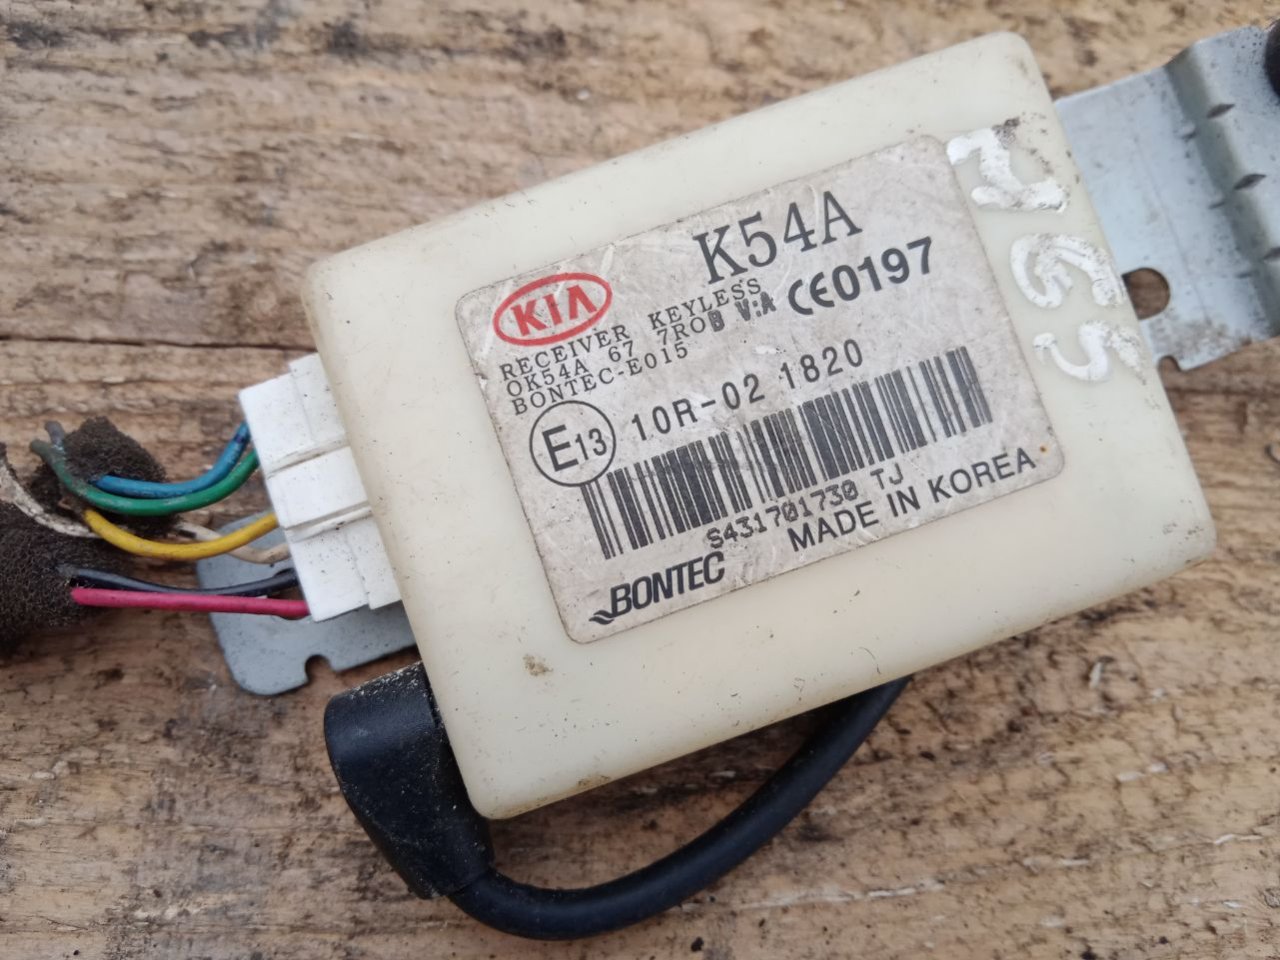 K54A
KIA
RECEIVER KEYLESS
OK54A 67 7ROB V:A CE0197
BONTEC-E015
E13 10R-02 1820
S431701730 TJ
MADE IN KOREA
BONTEC